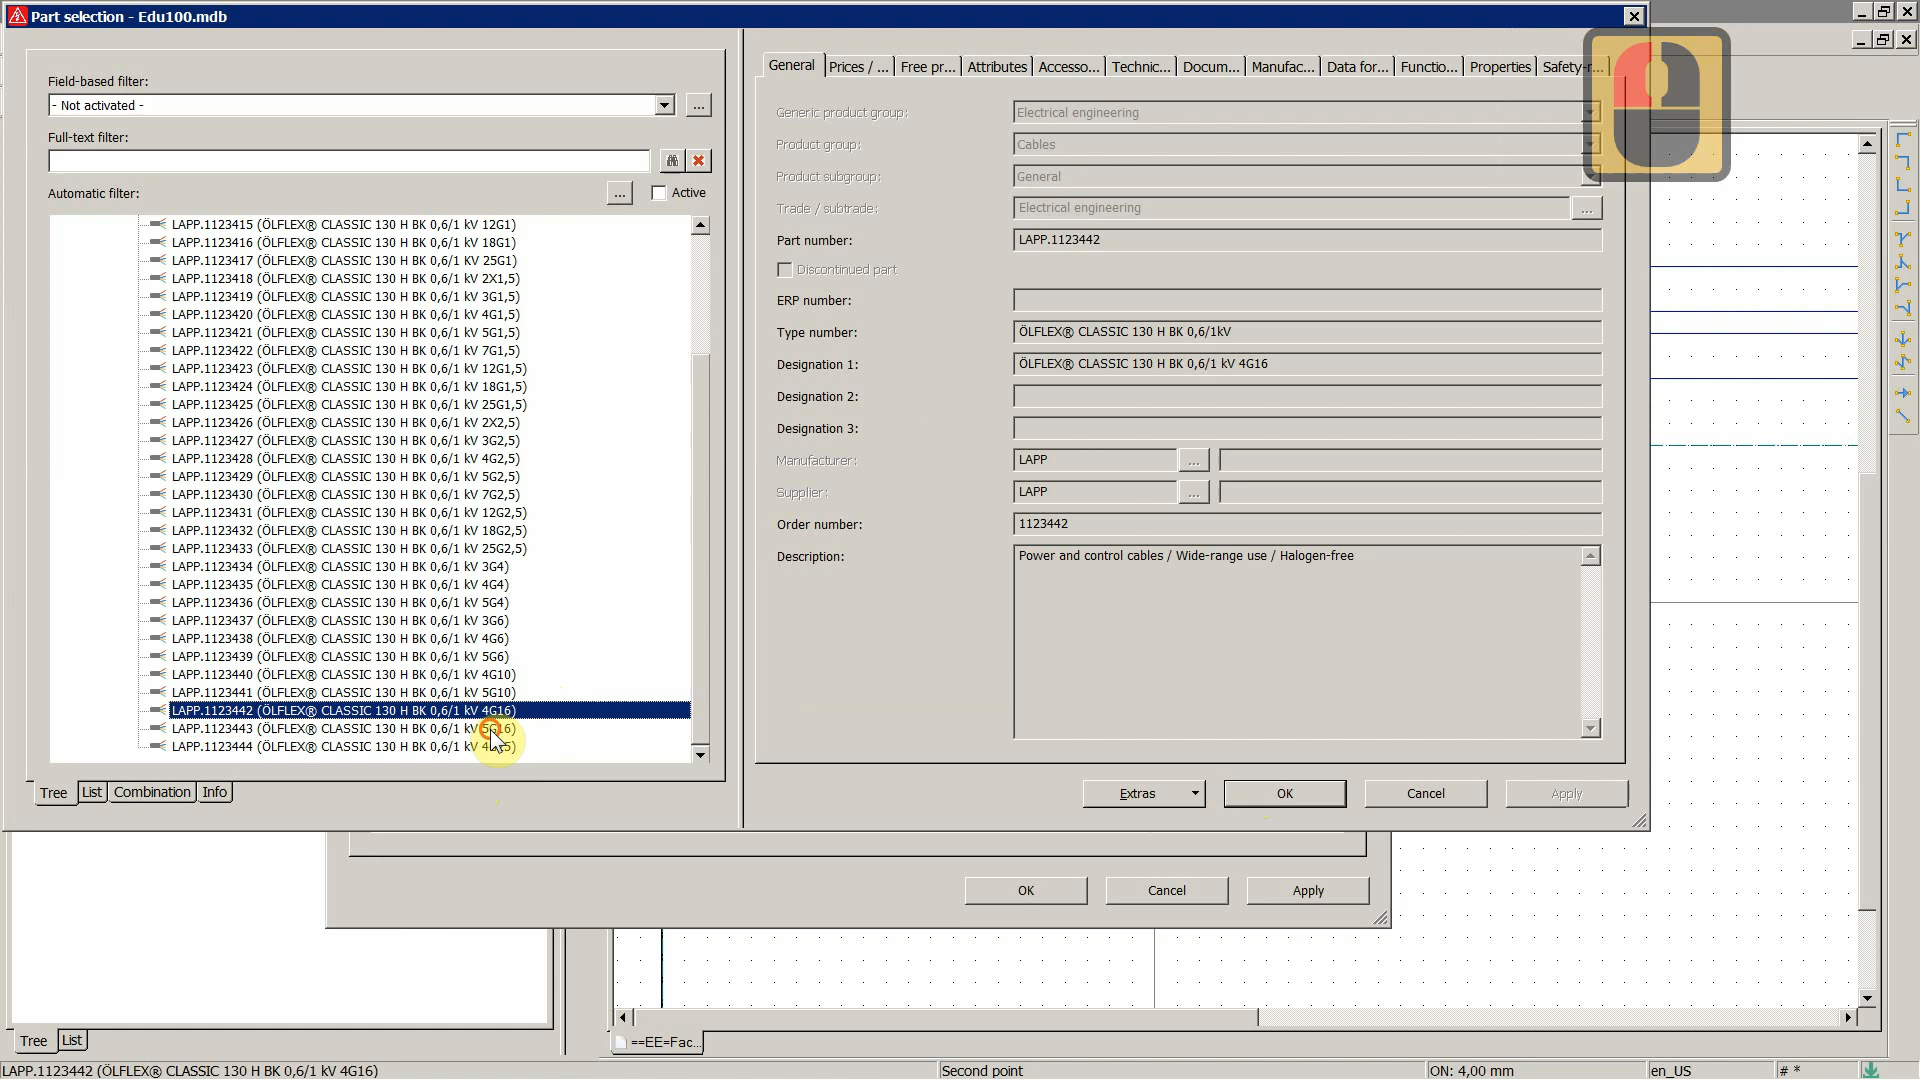 Part selection - Edu100.mdb
Field-based filter:
- Not activated -
...
Full-text filter:
Automatic filter:
...
Active
LAPP.1123415 (ÖLFLEX® CLASSIC 130 H BK 0,6/1 kV 12G1)
LAPP.1123416 (ÖLFLEX® CLASSIC 130 H BK 0,6/1 kV 18G1)
LAPP.1123417 (ÖLFLEX® CLASSIC 130 H BK 0,6/1 KV 25G1)
LAPP.1123418 (ÖLFLEX® CLASSIC 130 H BK 0,6/1 kV 2X1,5)
LAPP.1123419 (ÖLFLEX® CLASSIC 130 H BK 0,6/1 kV 3G1,5)
LAPP.1123420 (ÖLFLEX® CLASSIC 130 H BK 0,6/1 kV 4G1,5)
LAPP.1123421 (ÖLFLEX® CLASSIC 130 H BK 0,6/1 kV 5G1,5)
LAPP.1123422 (ÖLFLEX® CLASSIC 130 H BK 0,6/1 kV 7G1,5)
LAPP.1123423 (ÖLFLEX® CLASSIC 130 H BK 0,6/1 kV 12G1,5)
LAPP.1123424 (ÖLFLEX® CLASSIC 130 H BK 0,6/1 kV 18G1,5)
LAPP.1123425 (ÖLFLEX® CLASSIC 130 H BK 0,6/1 kV 25G1,5)
LAPP.1123426 (ÖLFLEX® CLASSIC 130 H BK 0,6/1 kV 2X2,5)
LAPP.1123427 (ÖLFLEX® CLASSIC 130 H BK 0,6/1 kV 3G2,5)
LAPP.1123428 (ÖLFLEX® CLASSIC 130 H BK 0,6/1 kV 4G2,5)
LAPP.1123429 (ÖLFLEX® CLASSIC 130 H BK 0,6/1 kV 5G2,5)
LAPP.1123430 (ÖLFLEX® CLASSIC 130 H BK 0,6/1 kV 7G2,5)
LAPP.1123431 (ÖLFLEX® CLASSIC 130 H BK 0,6/1 kV 12G2,5)
LAPP.1123432 (ÖLFLEX® CLASSIC 130 H BK 0,6/1 kV 18G2,5)
LAPP.1123433 (ÖLFLEX® CLASSIC 130 H BK 0,6/1 kV 25G2,5)
LAPP.1123434 (ÖLFLEX® CLASSIC 130 H BK 0,6/1 kV 3G4)
LAPP.1123435 (ÖLFLEX® CLASSIC 130 H BK 0,6/1 kV 4G4)
LAPP.1123436 (ÖLFLEX® CLASSIC 130 H BK 0,6/1 kV 5G4)
LAPP.1123437 (ÖLFLEX® CLASSIC 130 H BK 0,6/1 kV 3G6)
LAPP.1123438 (ÖLFLEX® CLASSIC 130 H BK 0,6/1 kV 4G6)
LAPP.1123439 (ÖLFLEX® CLASSIC 130 H BK 0,6/1 kV 5G6)
LAPP.1123440 (ÖLFLEX® CLASSIC 130 H BK 0,6/1 kV 4G10)
LAPP.1123441 (ÖLFLEX® CLASSIC 130 H BK 0,6/1 kV 5G10)
LAPP.1123442 (ÖLFLEX® CLASSIC 130 H BK 0,6/1 kV 4G16)
LAPP.1123443 (ÖLFLEX® CLASSIC 130 H BK 0,6/1 kV 5G16)
LAPP.1123444 (ÖLFLEX® CLASSIC 130 H BK 0,6/1 kV
Tree List Combination Info
General Prices / ... Free pr... Attributes Accesso... Technic... Docum... Manufac... Data for... Functio... Properties Safety-r...
Generic product group: Electrical engineering
Product group: Cables
Product subgroup: General
Trade / subtrade: Electrical engineering ...
Part number: LAPP.1123442
Discontinued part
ERP number:
Type number: ÖLFLEX® CLASSIC 130 H BK 0,6/1kV
Designation 1: ÖLFLEX® CLASSIC 130 H BK 0,6/1 kV 4G16
Designation 2:
Designation 3:
Manufacturer: LAPP ...
Supplier: LAPP ...
Order number: 1123442
Description: Power and control cables / Wide-range use / Halogen-free
Extras OK Cancel Apply
OK Cancel Apply
Tree List
==EE=Fac...
LAPP.1123442 (ÖLFLEX® CLASSIC 130 H BK 0,6/1 kV 4G16)
Second point
ON: 4,00 mm
en_US
# *